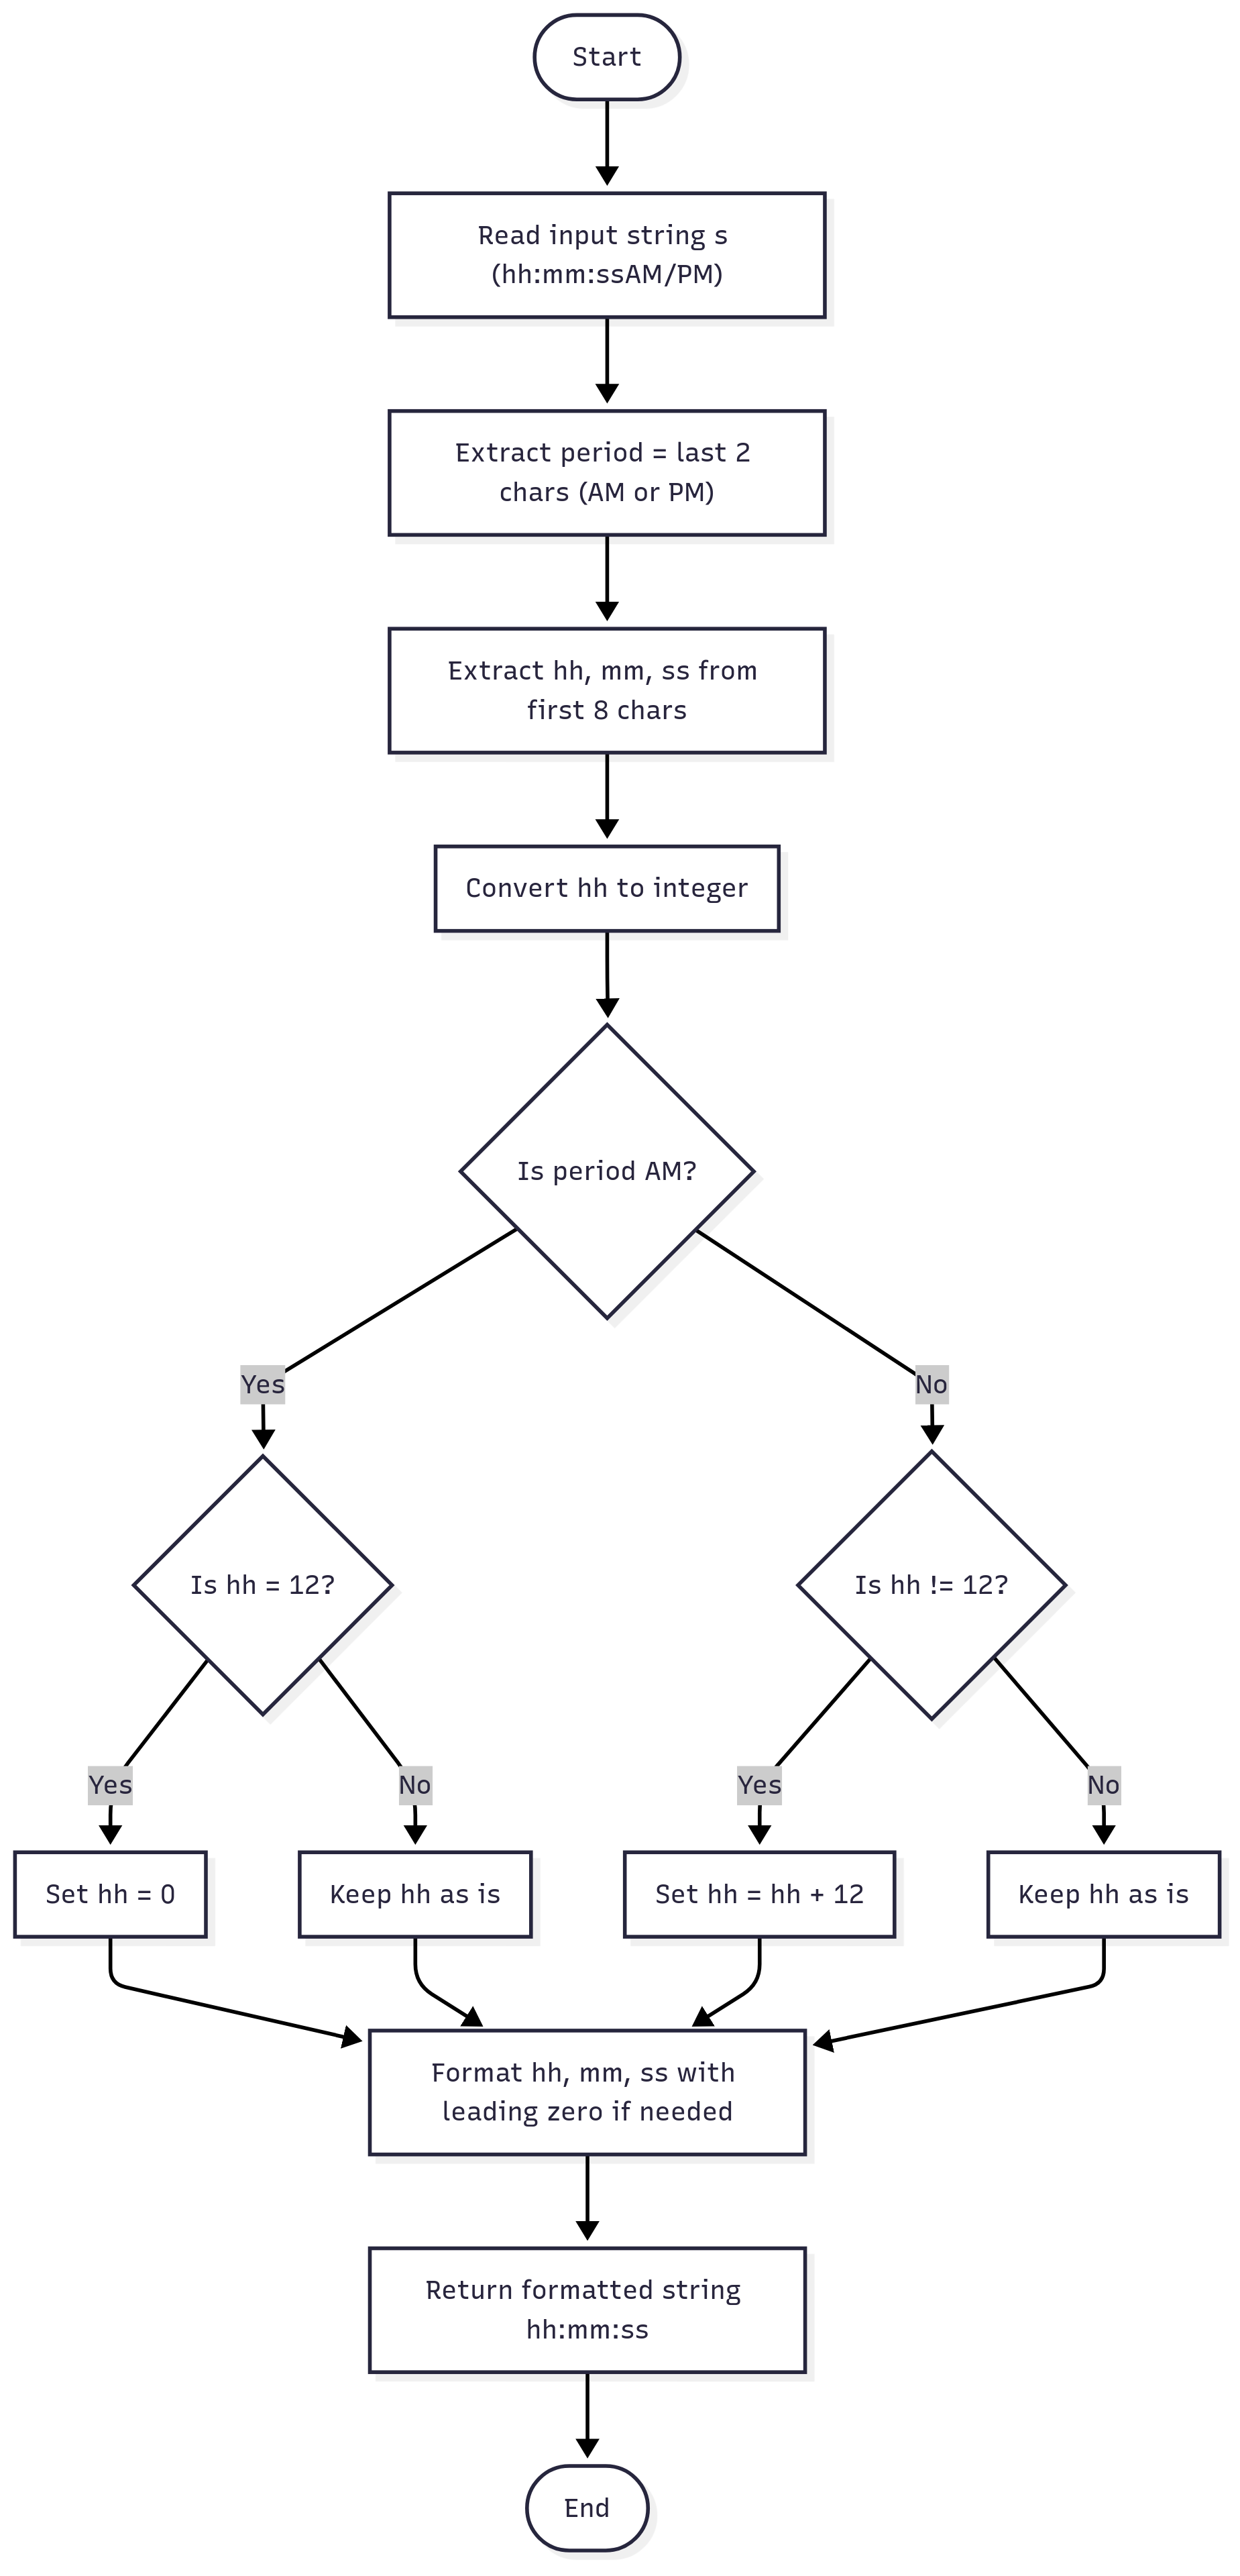 Start
Read input string s
(hh:mm:ssAM/PM)
Extract period = last 2
chars (AM or PM)
Extract hh, mm, ss from
first 8 chars
Convert hh to integer
Is period AM?
Yes
No
Is hh = 12?
Is hh != 12?
Yes
No
Yes
No
Set hh = 0
Keep hh as is
Set hh = hh + 12
Keep hh as is
Format hh, mm, ss with
leading zero if needed
Return formatted string
hh:mm:ss
End